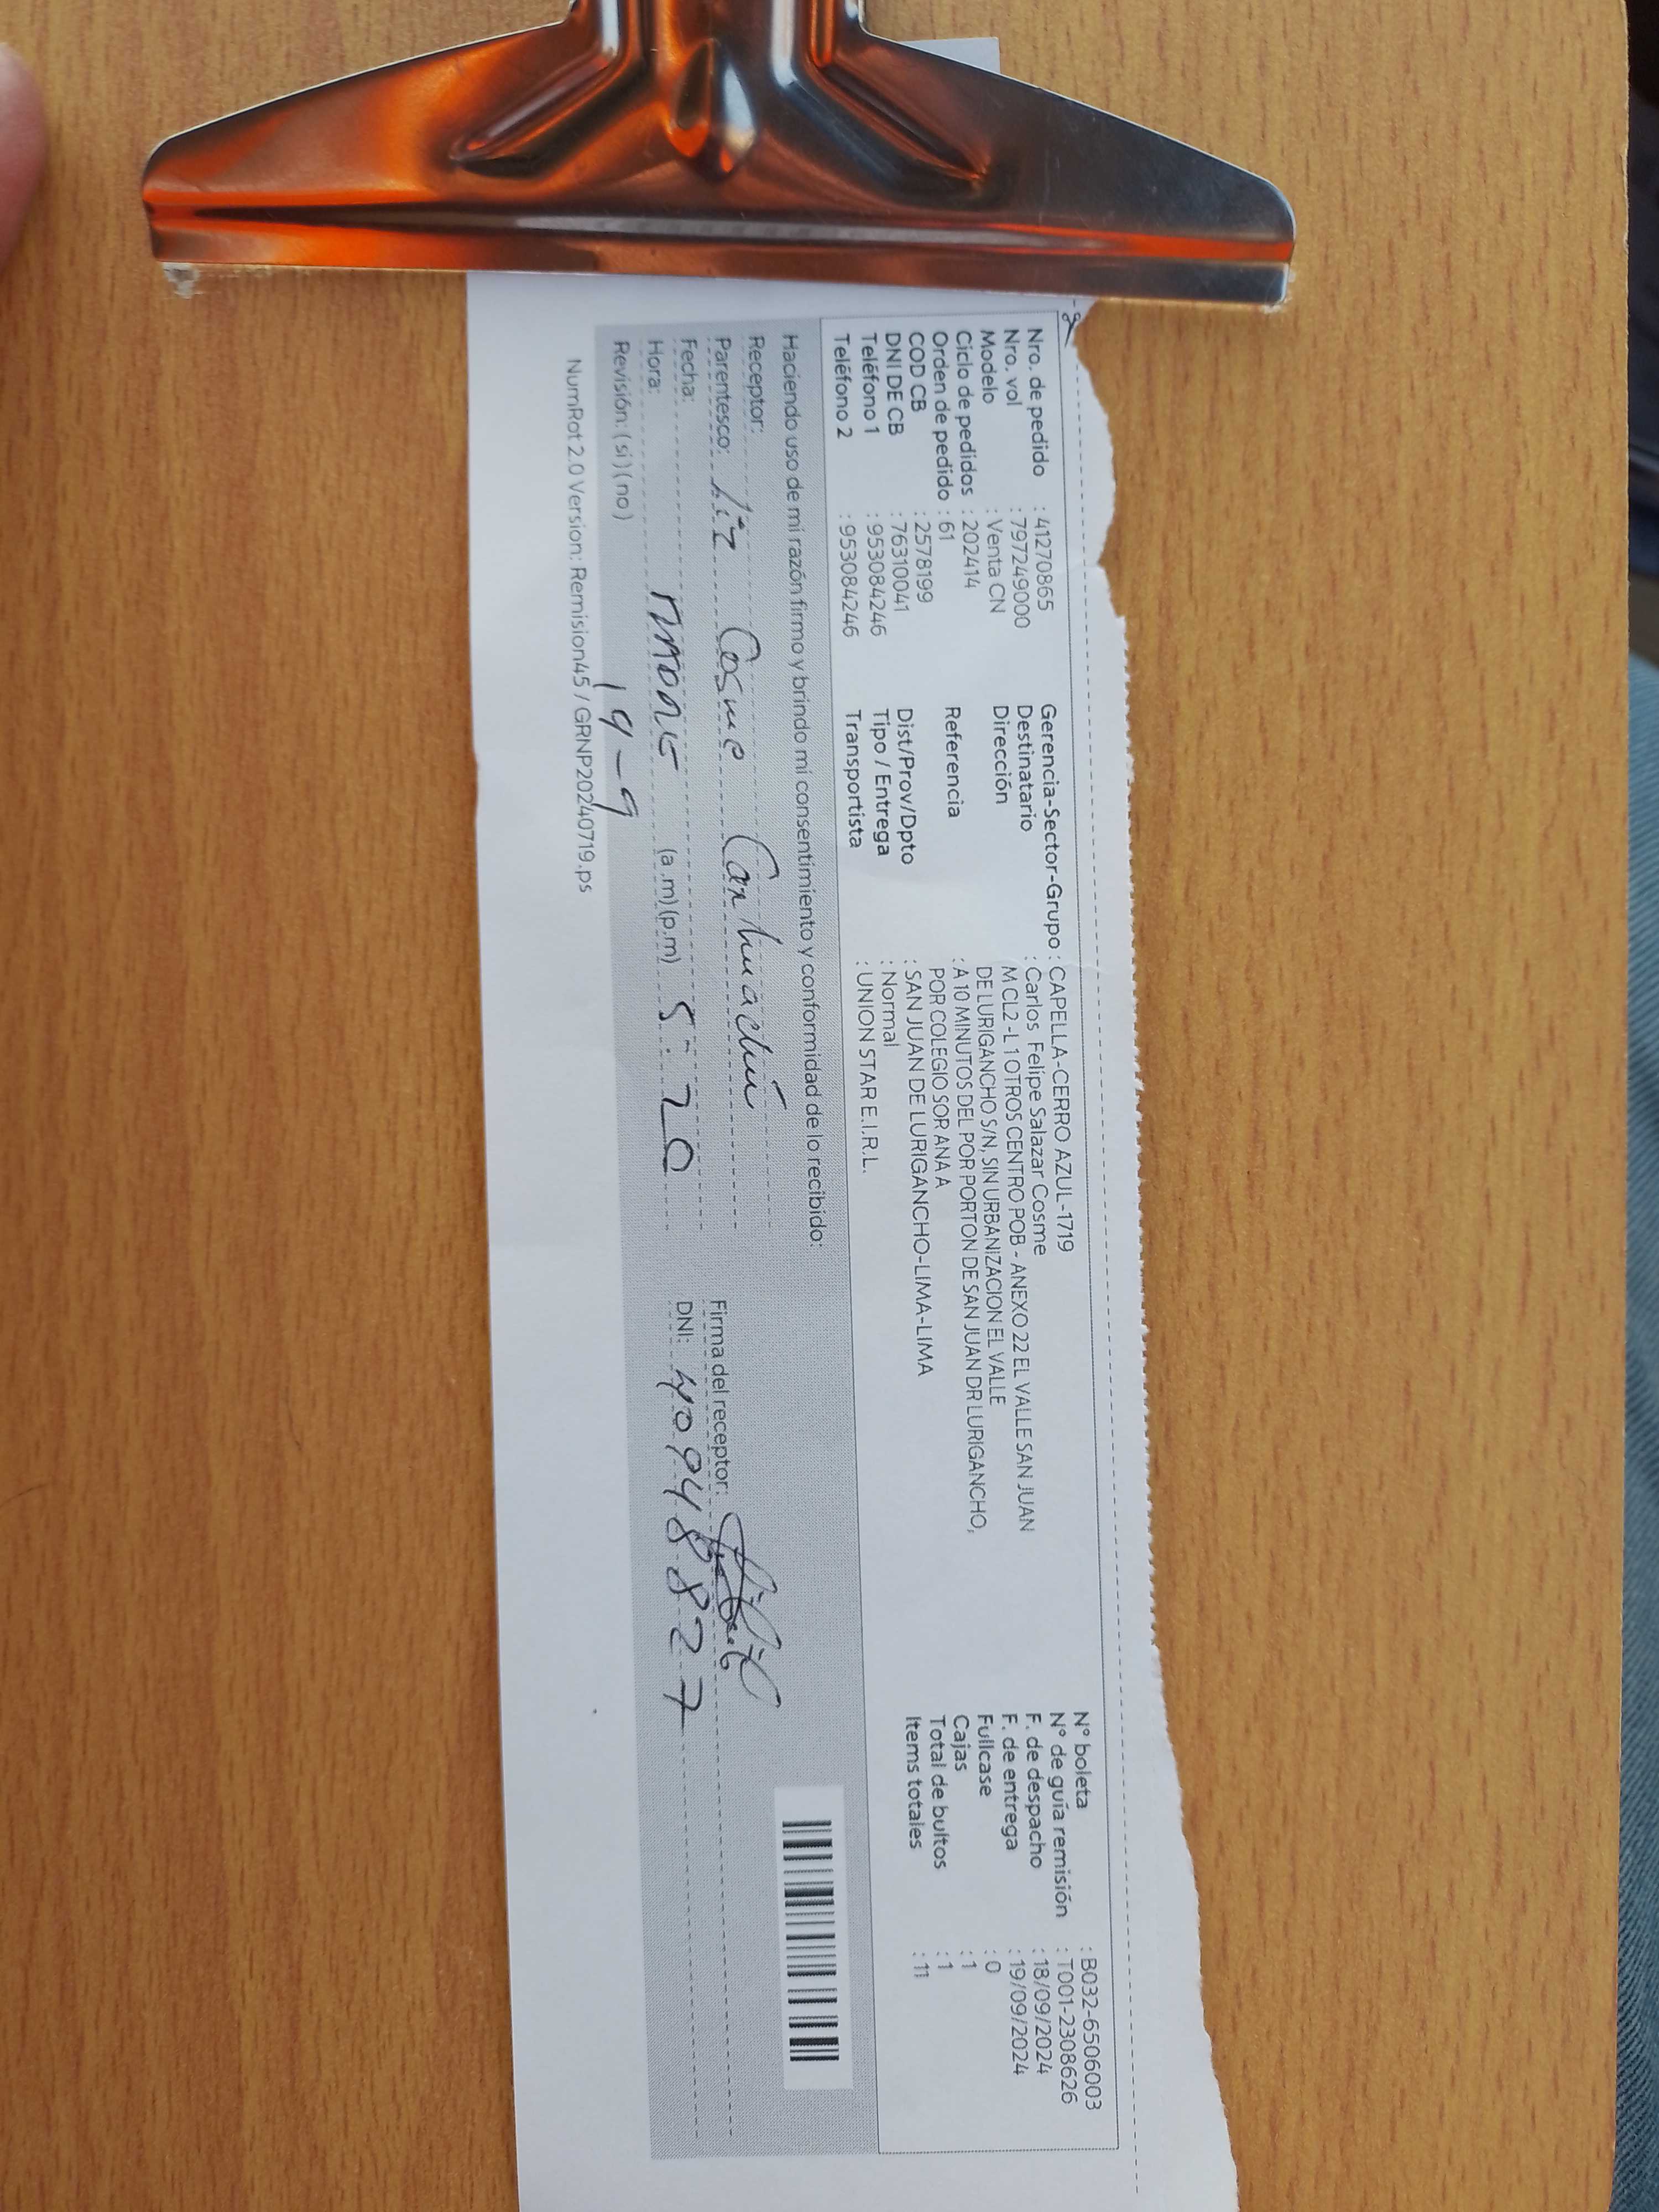 Nro. de pedido : 41270865
Nro. vol : 797249000
Modelo : Venta CN
Ciclo de pedidos : 202414
Orden de pedido : 61
COD CB : 2578199
DNI DE CB : 76310041
Teléfono 1 : 953084246
Teléfono 2 : 953084246
Gerencia-Sector-Grupo : CAPELLA-CERRO AZUL-1719
Destinatario : Carlos Felipe Salazar Cosme
Dirección : M CL2 - L 1 OTROS CENTRO POB - ANEXO 22 EL VALLE SAN JUAN
DE LURIGANCHO S/N, SIN URBANIZACION EL VALLE
Referencia : A 10 MINUTOS DEL POR PORTON DE SAN JUAN DR LURIGANCHO,
POR COLEGIO SOR ANA A
Dist/Prov/Dpto : SAN JUAN DE LURIGANCHO-LIMA-LIMA
Tipo / Entrega : Normal
Transportista : UNION STAR E.I.R.L.
N° boleta : B032-6506003
N° de guía remisión : T001-2308626
F. de despacho : 18/09/2024
F. de entrega : 19/09/2024
Fullcase : 0
Cajas : 1
Total de bultos : 1
Items totales : 11
Haciendo uso de mi razón firmo y brindo mi consentimiento y conformidad de lo recibido:
Receptor: Liz Cosme Carhuachín
Parentesco:
Firma del receptor:
Fecha:
DNI: 40948827
Hora: (a.m)(p.m) 5:20
Revisión: (si)(no) 19-9
NumRot 2.0 Version: Remision45 / GRNP20240719.ps